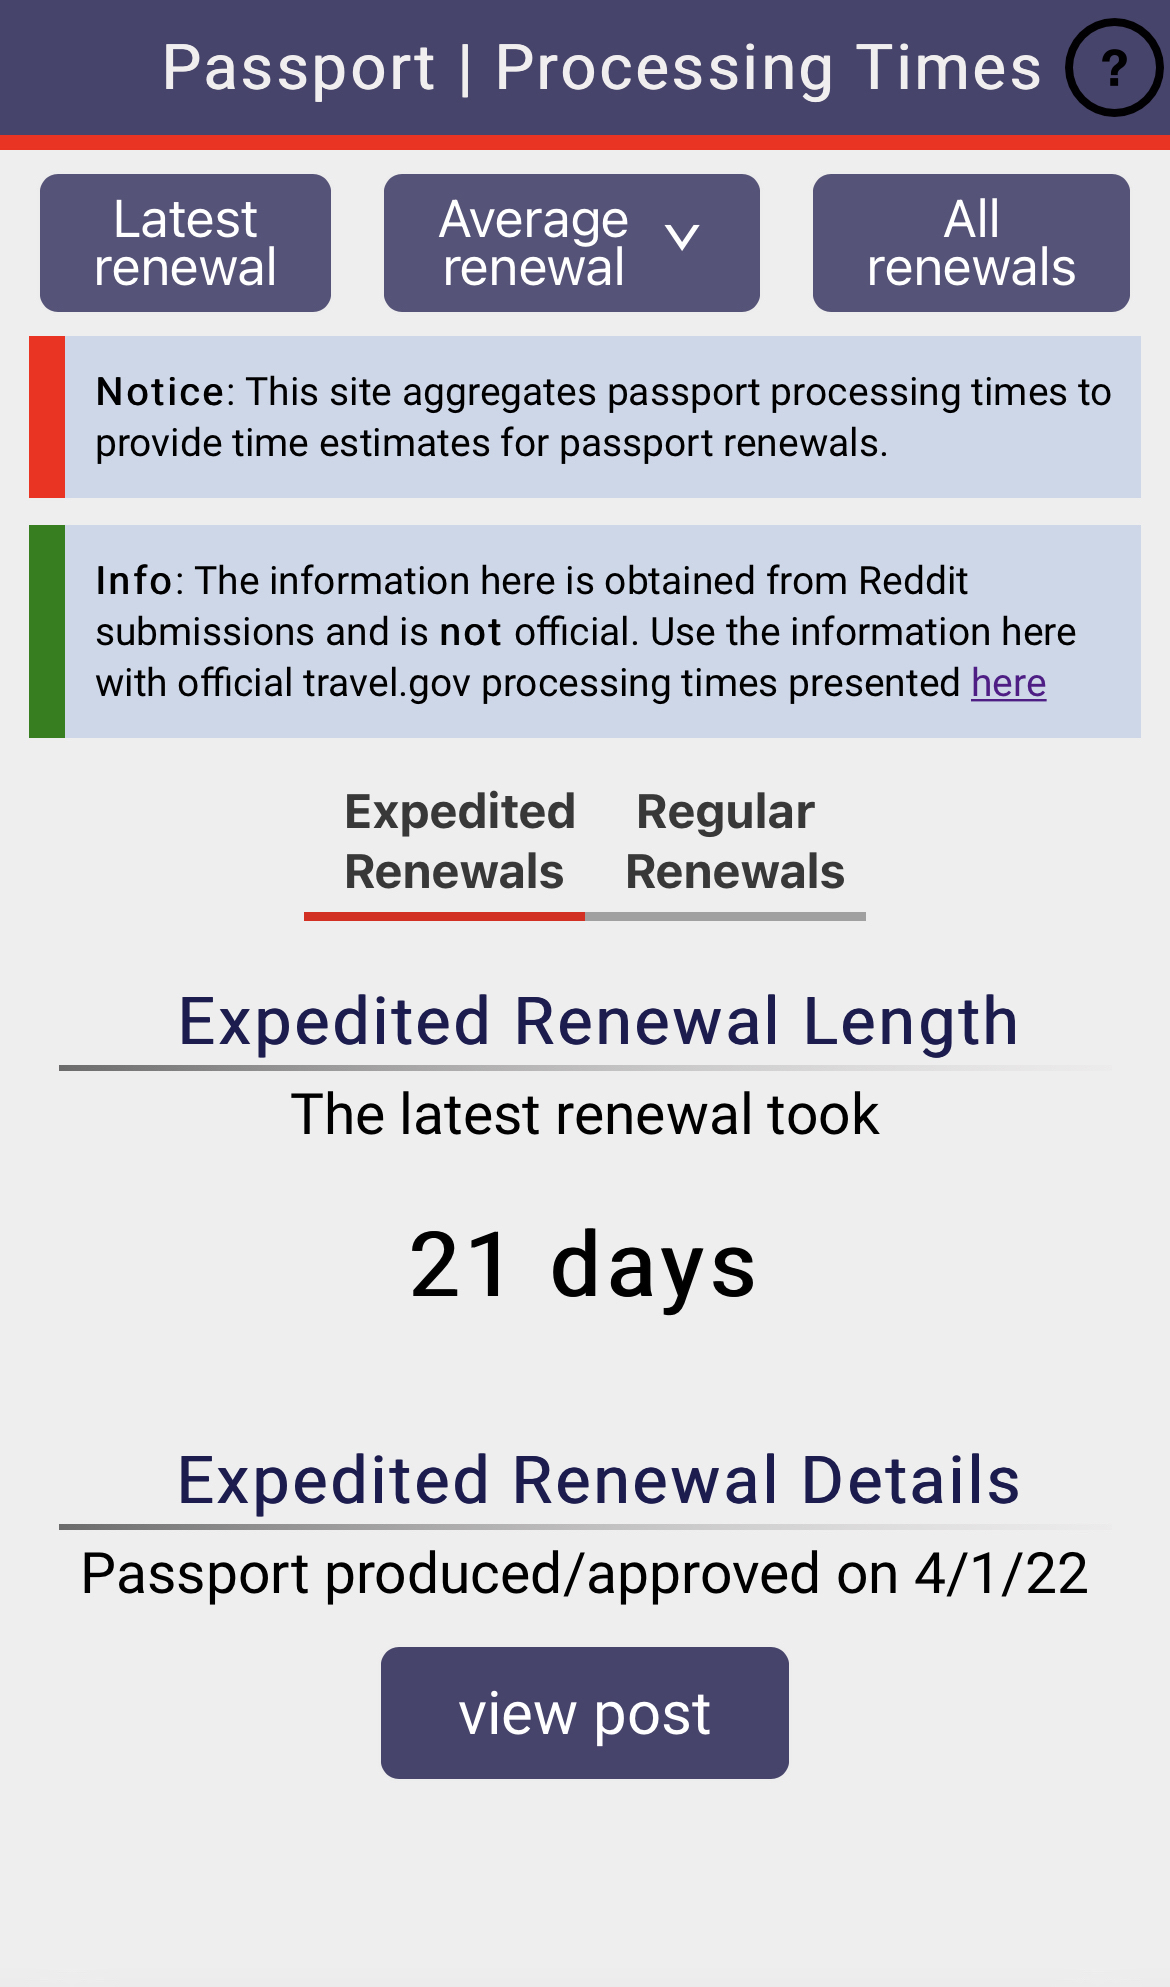 Passport | Processing Times ?
Latest
renewal
Average
renewal
All
renewals
Notice: This site aggregates passport processing times to
provide time estimates for passport renewals.
Info: The information here is obtained from Reddit
submissions and is not official. Use the information here
with official travel.gov processing times presented here
Expedited
Renewals
Regular
Renewals
Expedited Renewal Length
The latest renewal took
21 days
Expedited Renewal Details
Passport produced/approved on 4/1/22
view post